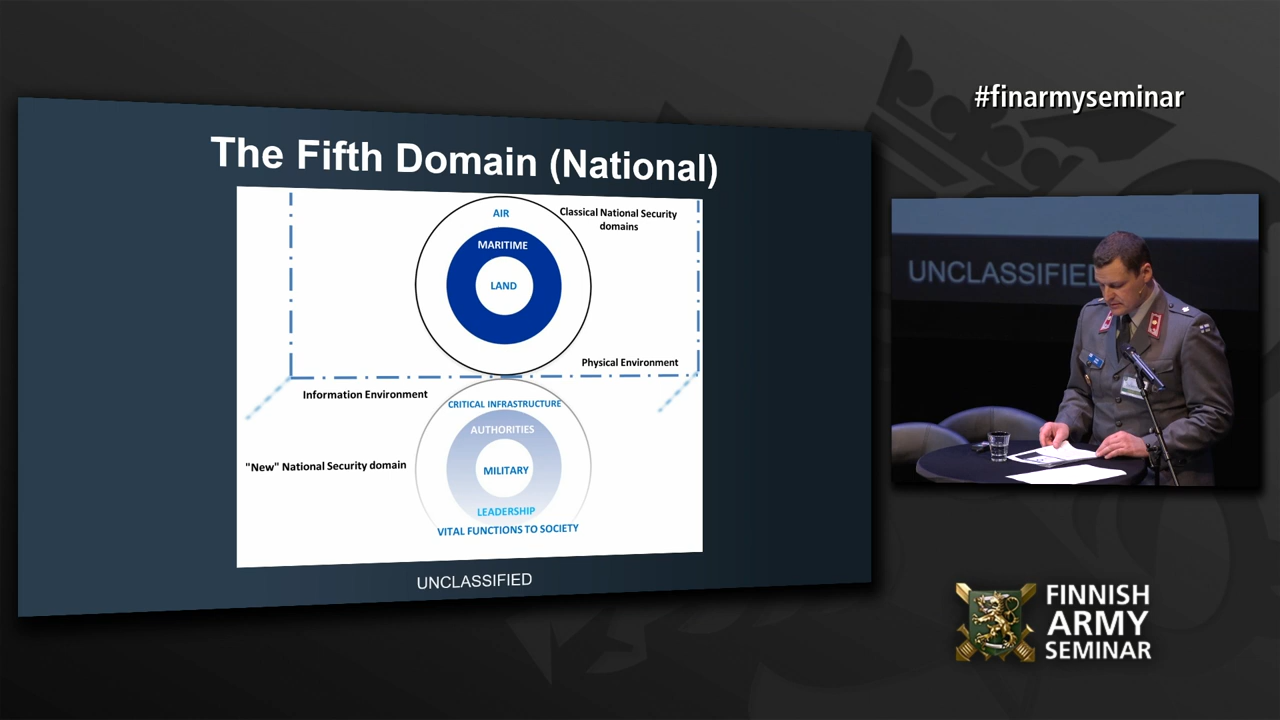 #finarmyseminar
The Fifth Domain (National)
AIR
Classical National Security
domains
MARITIME
LAND
Physical Environment
Information Environment
CRITICAL INFRASTRUCTURE
AUTHORITIES
"New" National Security domain
MILITARY
LEADERSHIP
VITAL FUNCTIONS TO SOCIETY
UNCLASSIFIED
UNCLASSIFIED
FINNISH
ARMY
SEMINAR